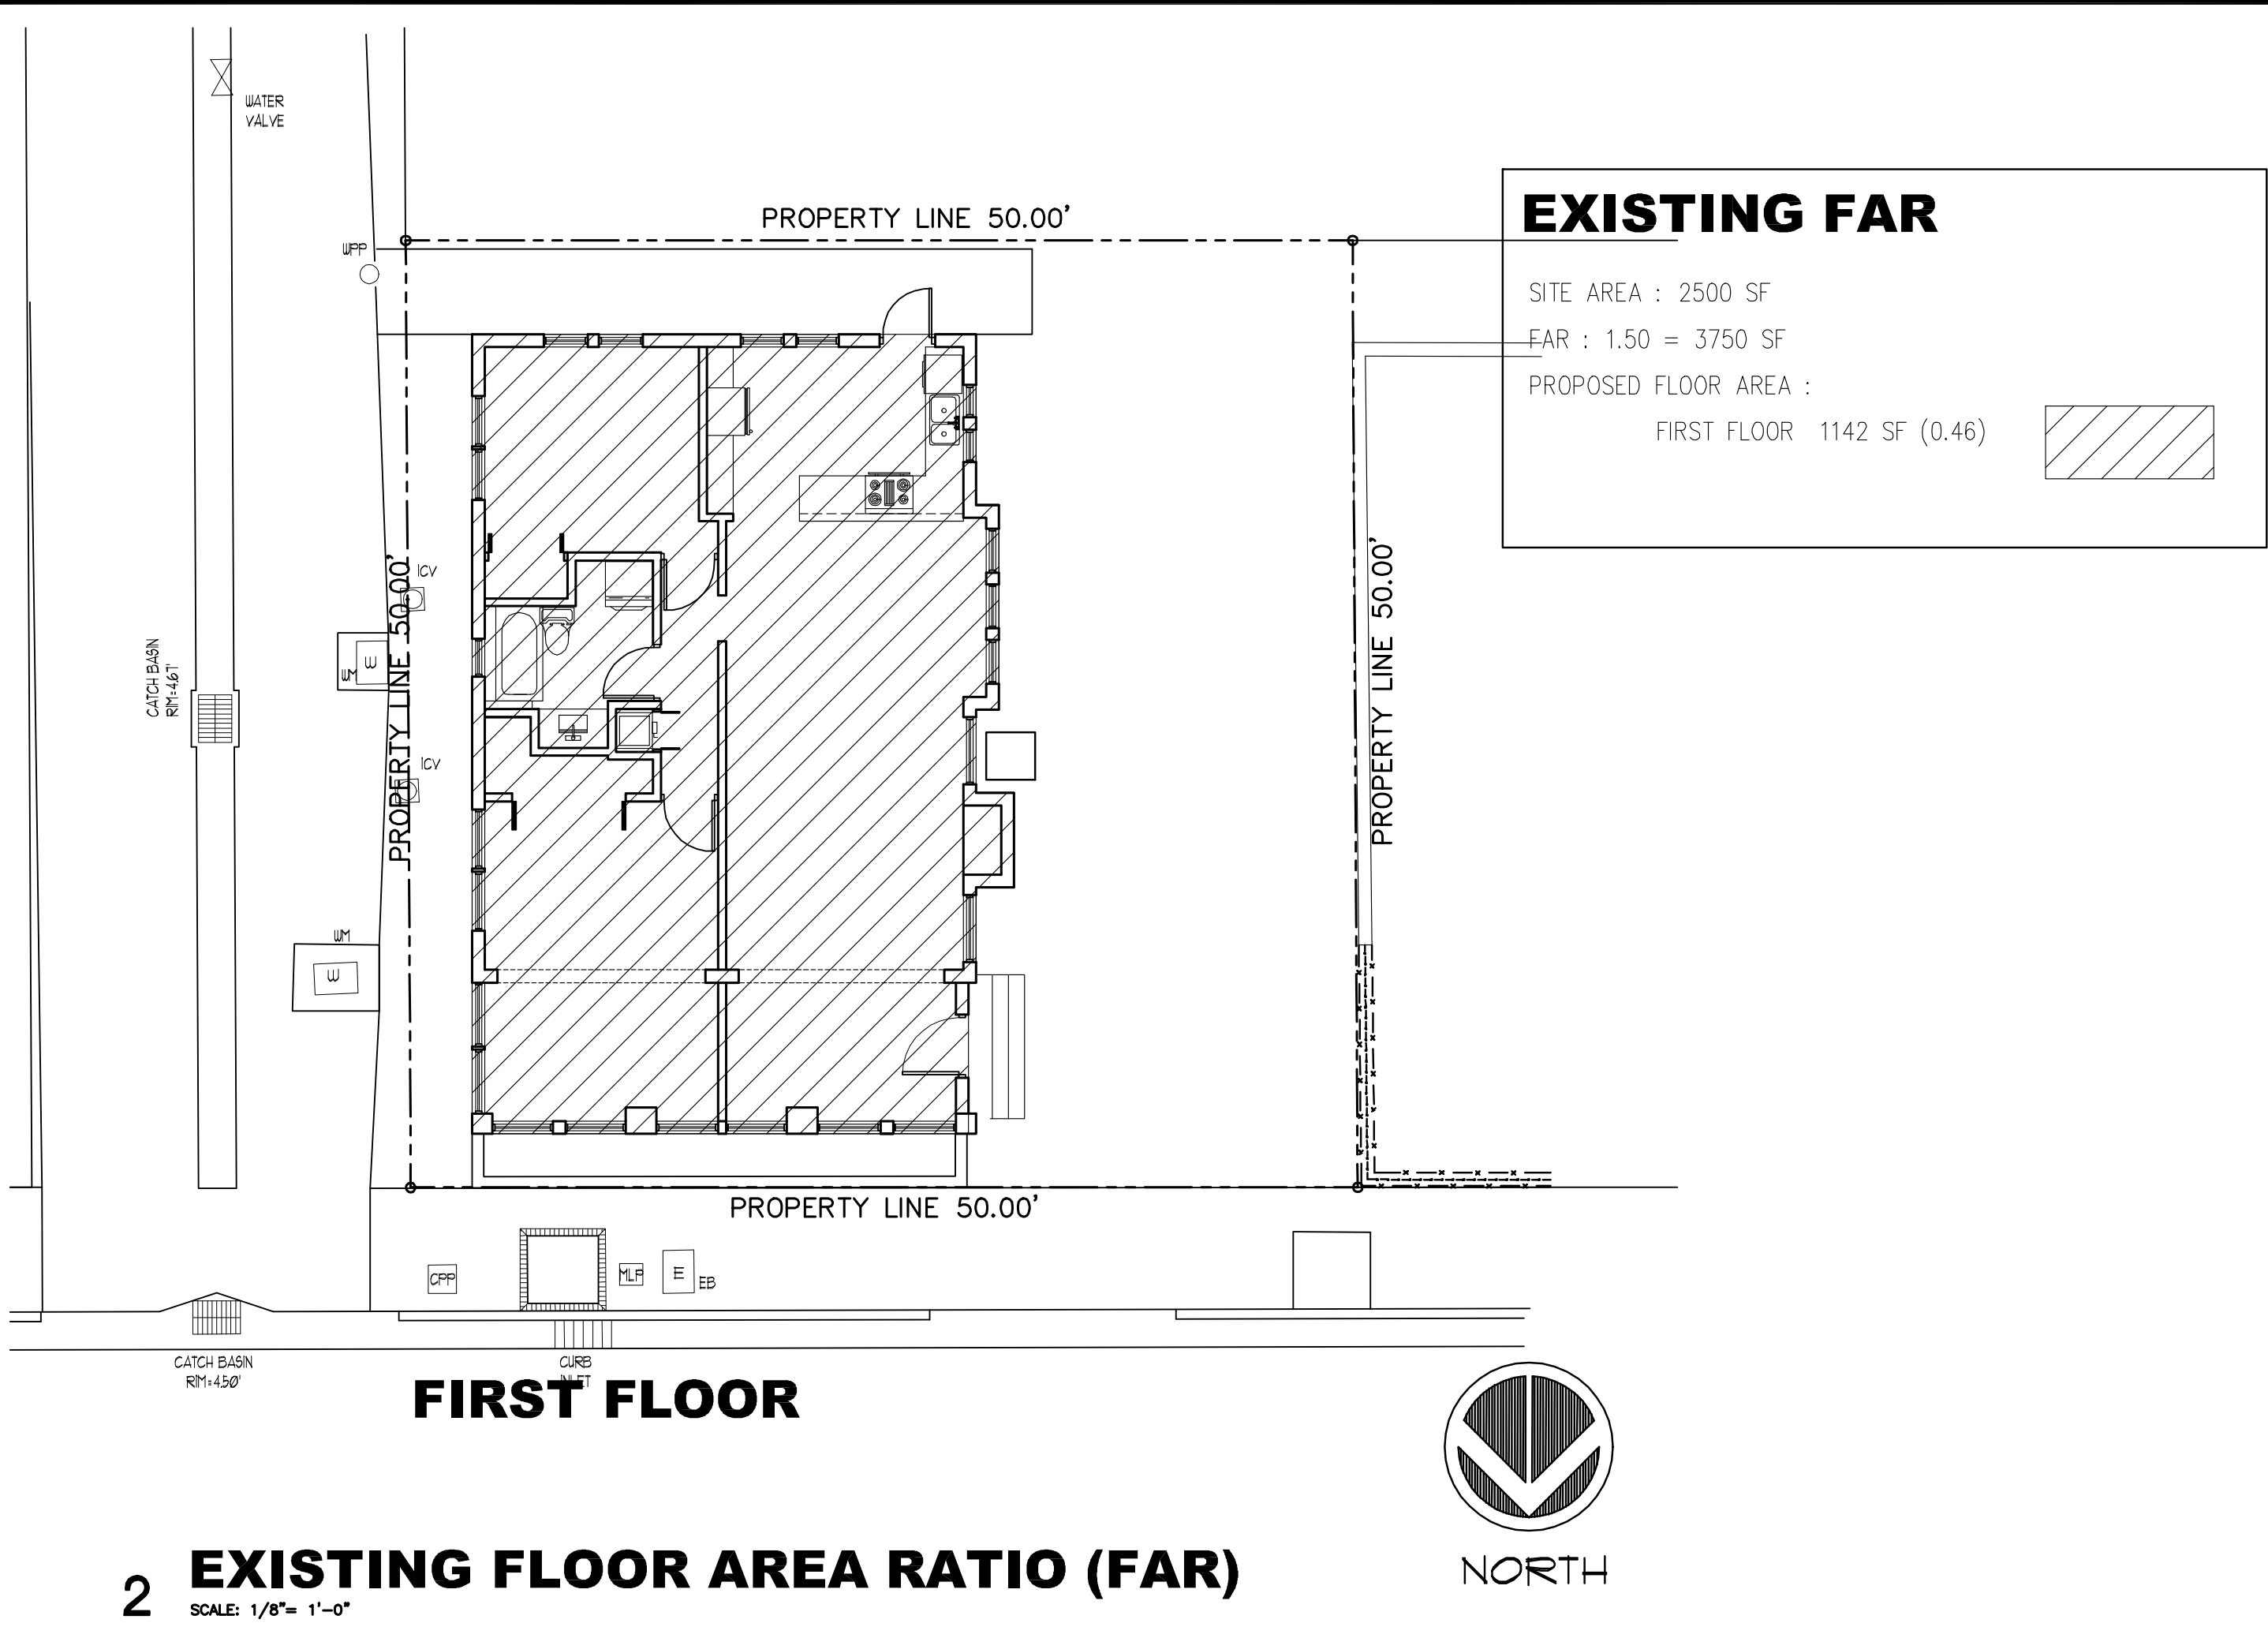 WATER
VALVE
PROPERTY LINE 50.00'
EXISTING FAR
WPP
SITE AREA : 2500 SF
FAR : 1.50 = 3750 SF
PROPOSED FLOOR AREA :
FIRST FLOOR 1142 SF (0.46)
PROPERTY LINE 50.00'
PROPERTY LINE 50.00'
ICV
WM
W
CATCH BASIN
RIM=4.67'
ICV
WM
W
PROPERTY LINE 50.00'
CPP
MLP
E
EB
CATCH BASIN
RIM=4.50'
CURB
INLET
FIRST FLOOR
NORTH
2
EXISTING FLOOR AREA RATIO (FAR)
SCALE: 1/8"= 1'-0"